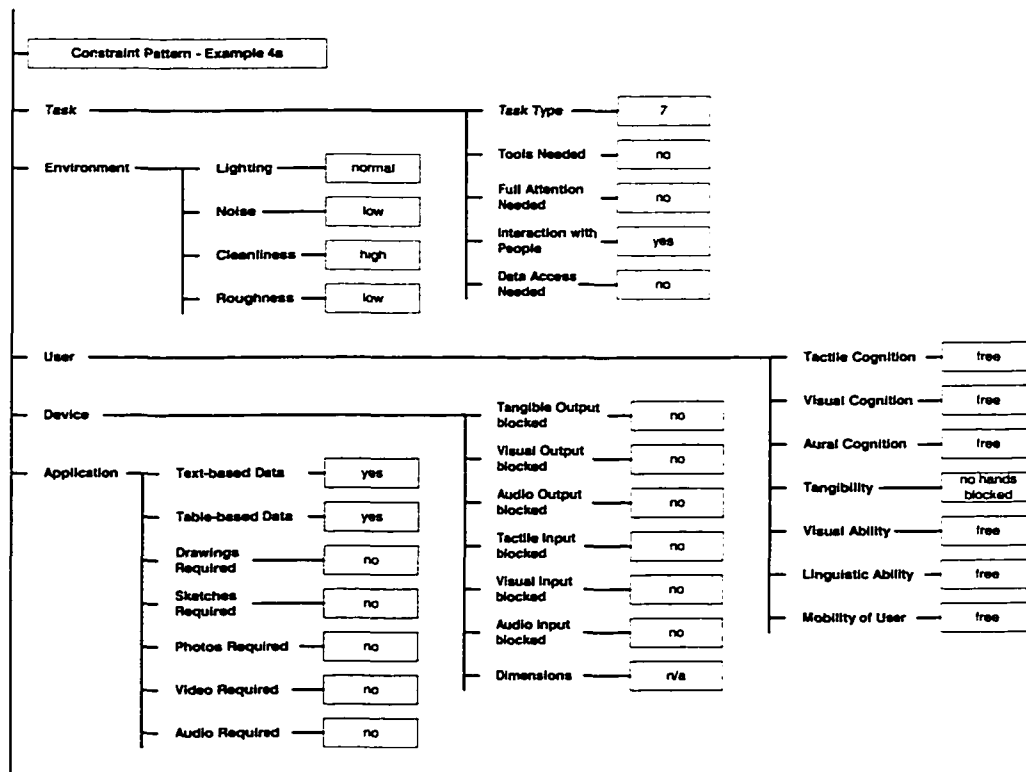 Constraint Pattern - Example 4a
Task
Task Type
7
Tools Needed
no
Full Attention
Needed
no
Interaction with
People
yes
Data Access
Needed
no
Environment
Lighting
normal
Noise
low
Cleanliness
high
Roughness
low
User
Tactile Cognition
free
Visual Cognition
free
Aural Cognition
free
Tangibility
no hands
blocked
Visual Ability
free
Linguistic Ability
free
Mobility of User
free
Device
Tangible Output
blocked
no
Visual Output
blocked
no
Audio Output
blocked
no
Tactile Input
blocked
no
Visual Input
blocked
no
Audio Input
blocked
no
Dimensions
n/a
Application
Text-based Data
yes
Table-based Data
yes
Drawings
Required
no
Sketches
Required
no
Photos Required
no
Video Required
no
Audio Required
no